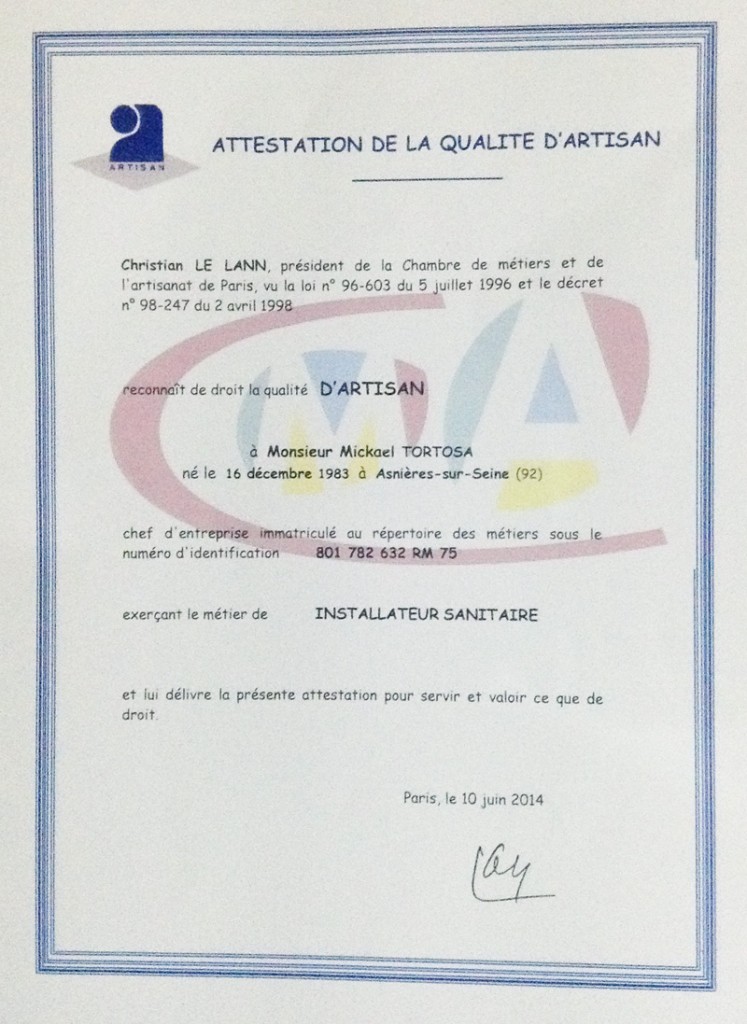 ARTISAN
ATTESTATION DE LA QUALITE D'ARTISAN
Christian LE LANN, président de la Chambre de métiers et de
l'artisanat de Paris, vu la loi n° 96-603 du 5 juillet 1996 et le décret
n° 98-247 du 2 avril 1998
CMA
reconnaît de droit la qualité D'ARTISAN
à Monsieur Mickael TORTOSA
né le 16 décembre 1983 à Asnières-sur-Seine (92)
chef d'entreprise immatriculé au répertoire des métiers sous le
numéro d'identification 801 782 632 RM 75
exerçant le métier de INSTALLATEUR SANITAIRE
et lui délivre la présente attestation pour servir et valoir ce que de
droit.
Paris, le 10 juin 2014